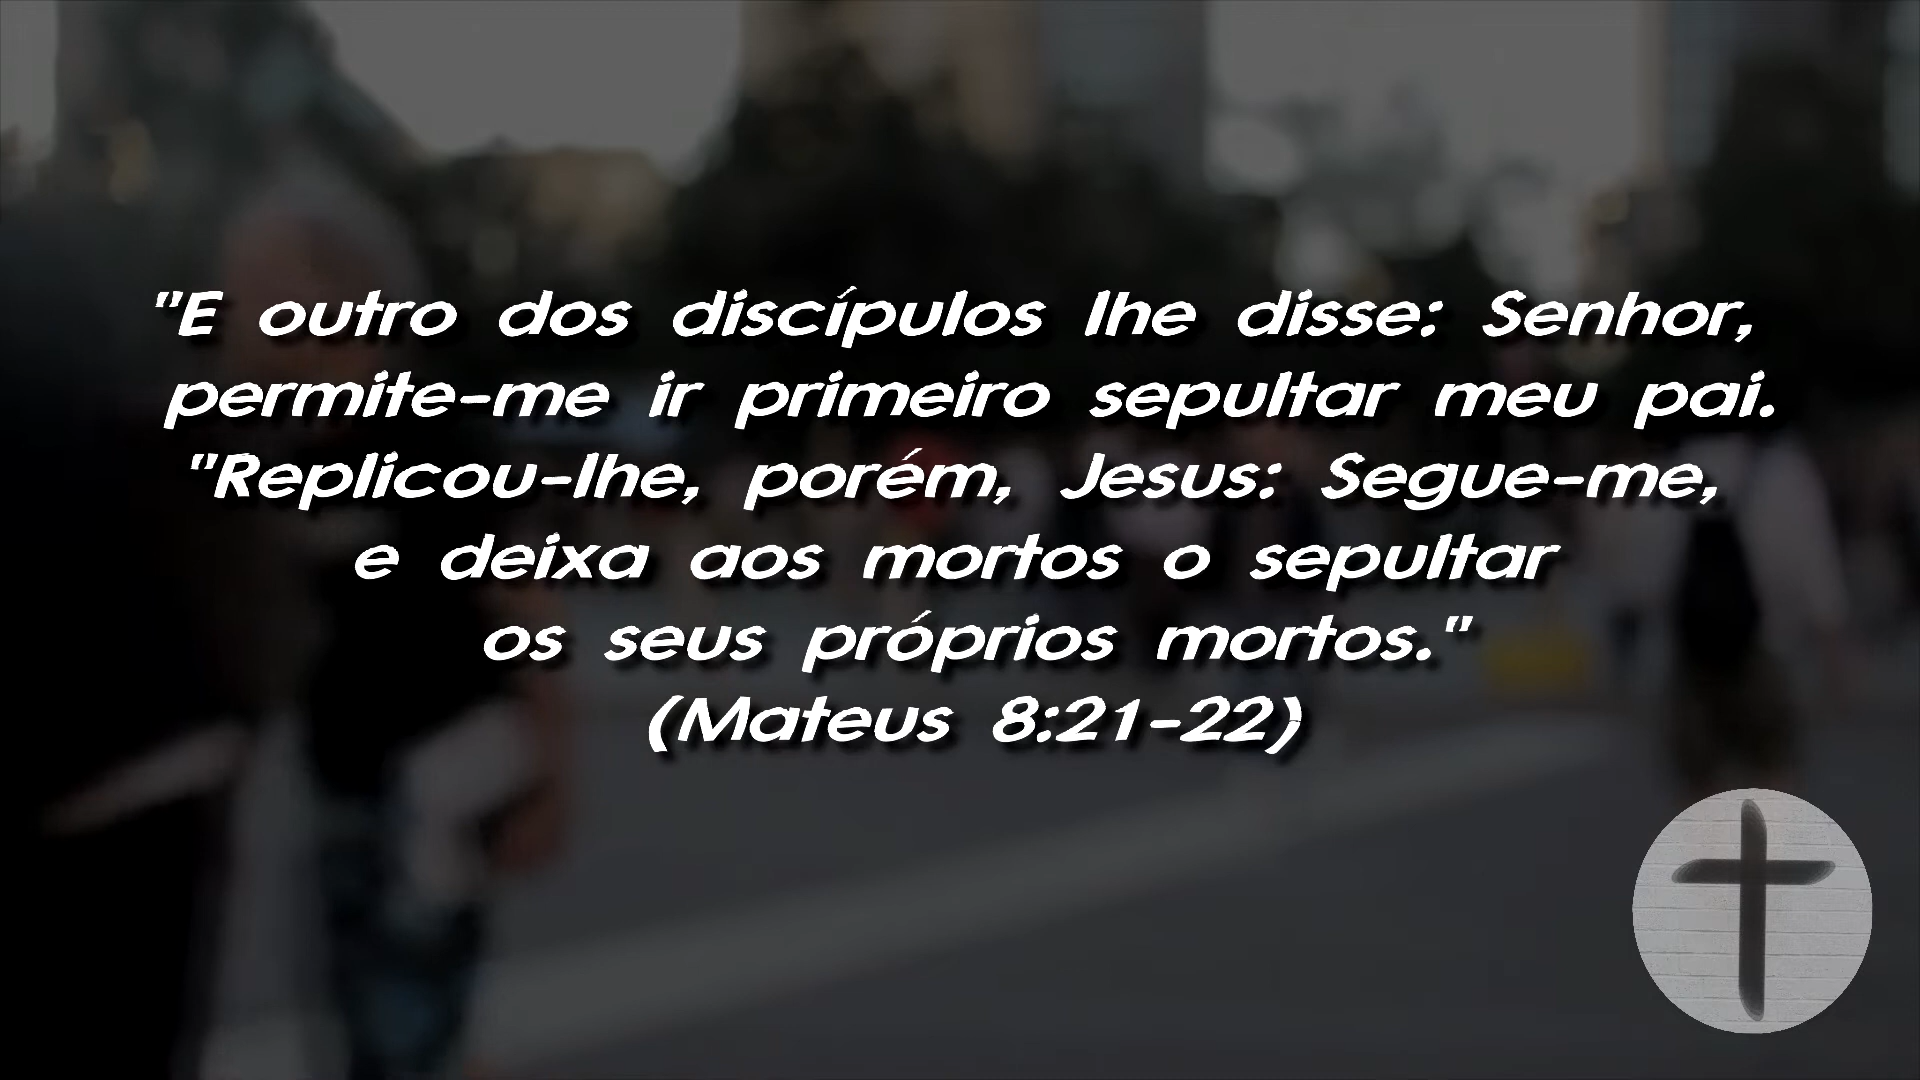 "E outro dos discípulos lhe disse: Senhor,
permite-me ir primeiro sepultar meu pai.
"Replicou-lhe, porém, Jesus: Segue-me,
e deixa aos mortos o sepultar
os seus próprios mortos."
(Mateus 8:21-22)